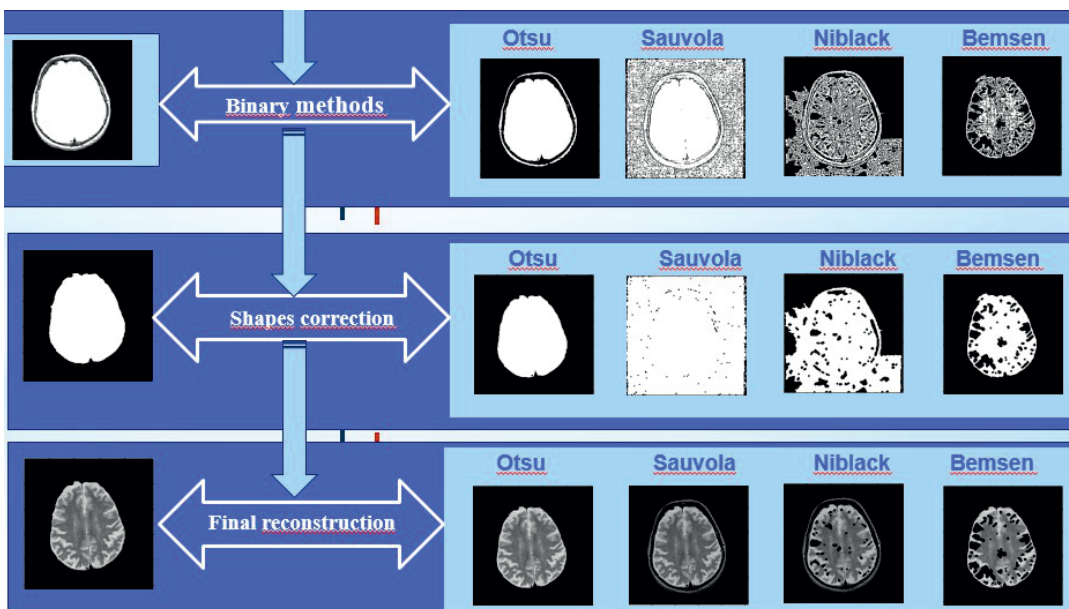 Otsu Sauvola Niblack Bemsen
Binary methods
Otsu Sauvola Niblack Bemsen
Shapes correction
Otsu Sauvola Niblack Bemsen
Final reconstruction